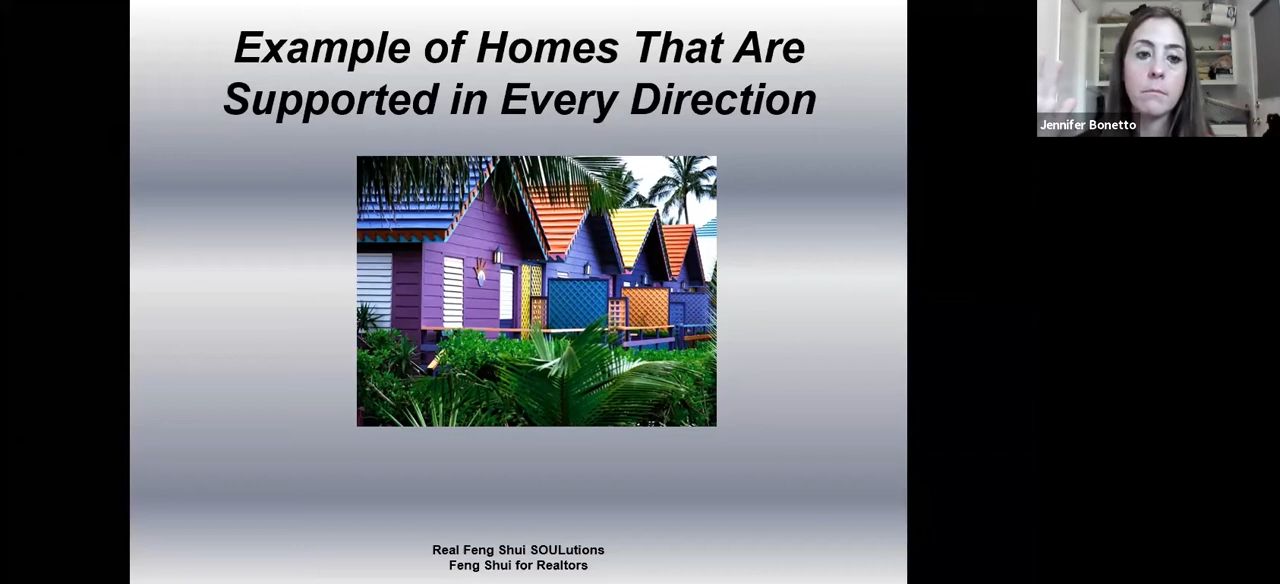 Example of Homes That Are
Supported in Every Direction
Jennifer Bonetto
Real Feng Shui SOULutions
Feng Shui for Realtors